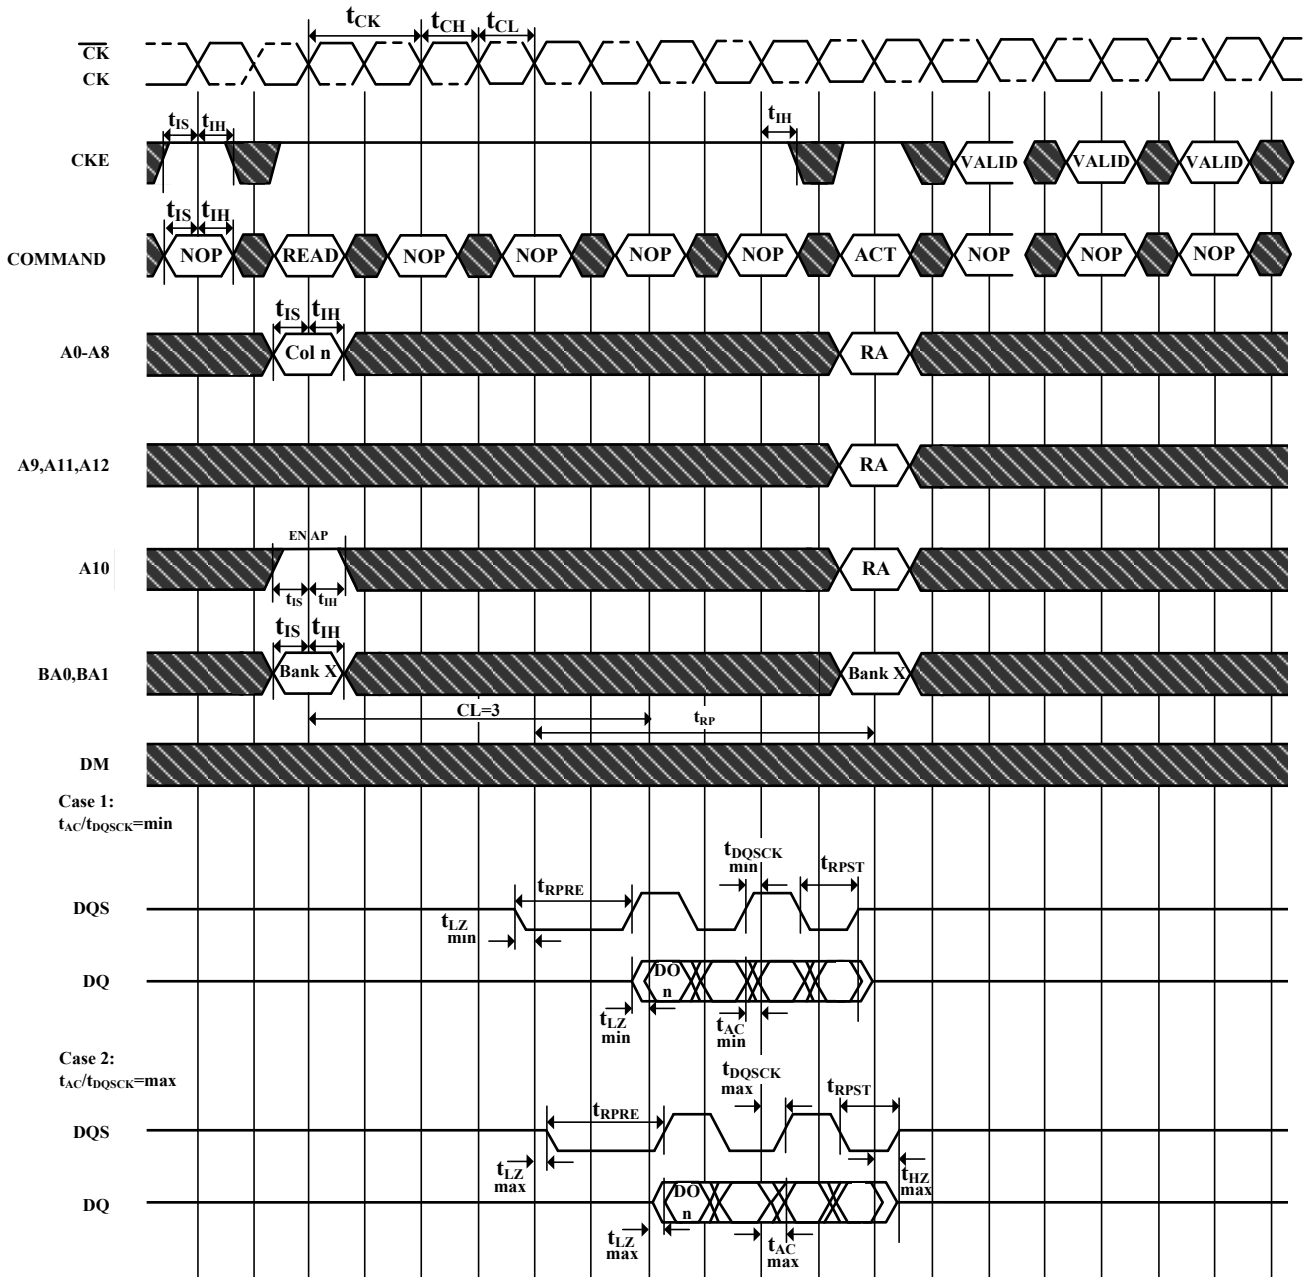 tCK tCH tCL
CK
CK
tIS tIH tIH
CKE VALID VALID VALID
tIS tIH
COMMAND NOP READ NOP NOP NOP NOP ACT NOP NOP NOP
tIS tIH
A0-A8 Col n RA
A9,A11,A12 RA
EN AP
A10 RA
tIS tIH
tIS tIH
BA0,BA1 Bank X Bank X
CL=3
tRP
DM
Case 1:
tAC/tDQSCK=min
tDQSCK
min
tRPST
tRPRE
DQS
tLZ
min
DQ DO
n
tLZ
min
tAC
min
Case 2:
tAC/tDQSCK=max
tDQSCK
max
tRPST
tRPRE
DQS
tLZ
max
tHZ
max
DQ DO
n
tLZ
max
tAC
max